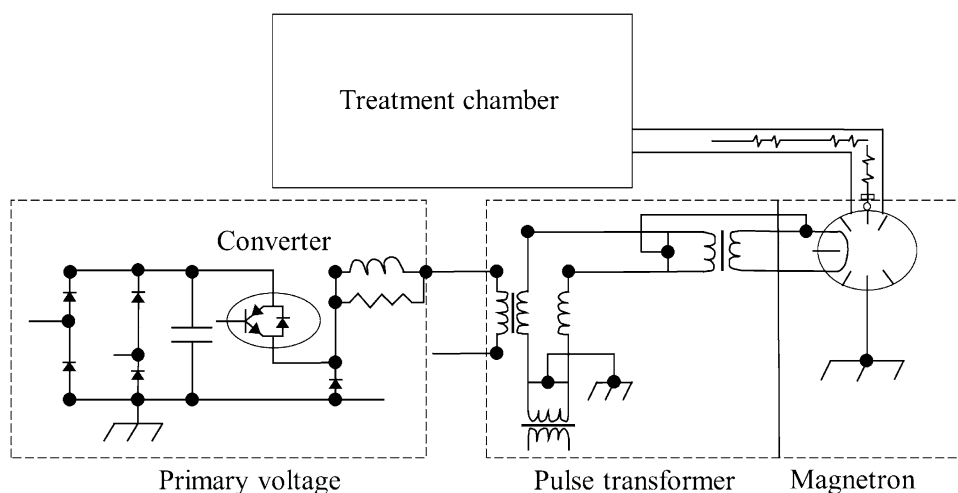 Treatment chamber
Converter
Primary voltage
Pulse transformer
Magnetron